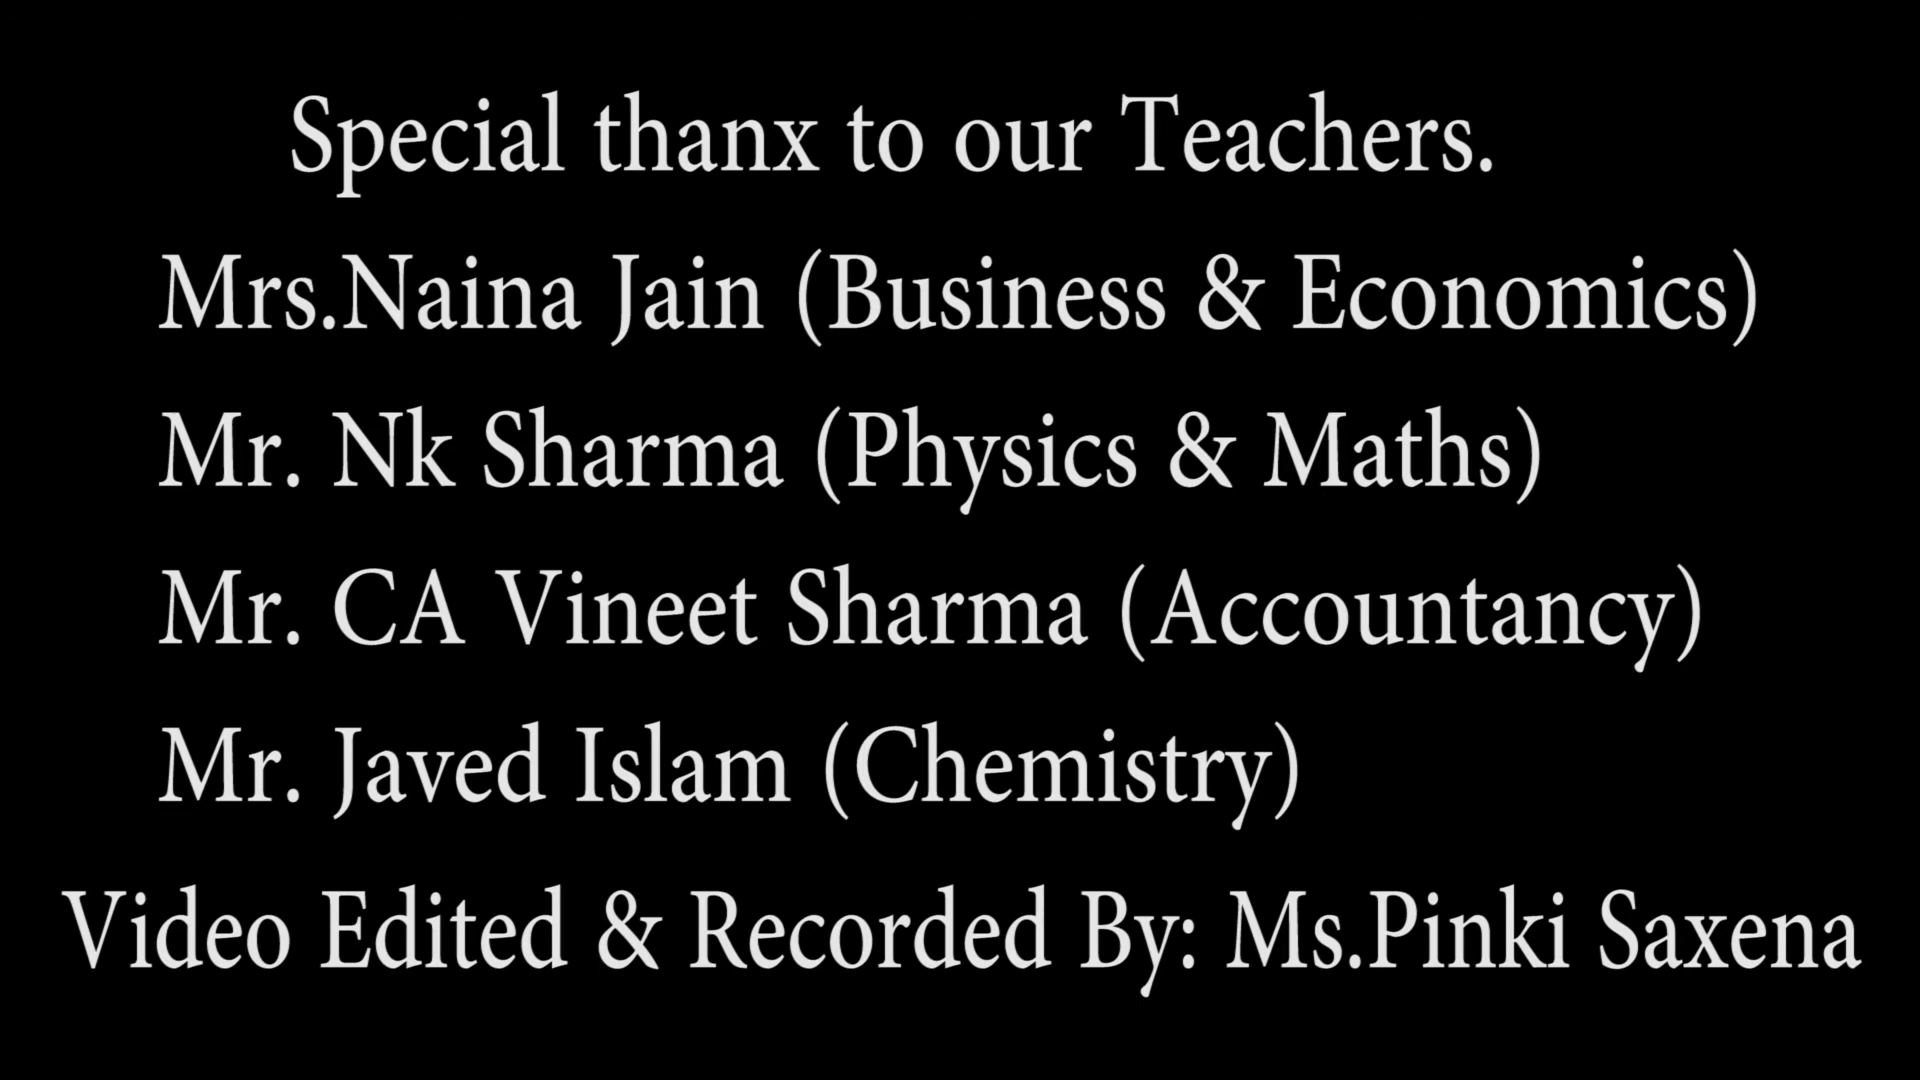 Special thanx to our Teachers.
Mrs.Naina Jain (Business & Economics)
Mr. Nk Sharma (Physics & Maths)
Mr. CA Vineet Sharma (Accountancy)
Mr. Javed Islam (Chemistry)
Video Edited & Recorded By: Ms.Pinki Saxena